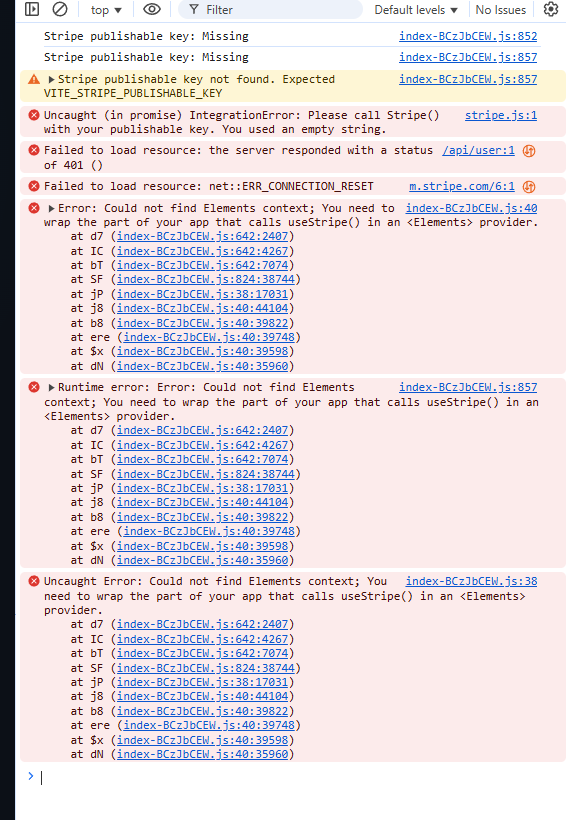 top Filter Default levels No Issues
Stripe publishable key: Missing index-BCzJbCEW.js:852
Stripe publishable key: Missing index-BCzJbCEW.js:857
Stripe publishable key not found. Expected index-BCzJbCEW.js:857
VITE_STRIPE_PUBLISHABLE_KEY
Uncaught (in promise) IntegrationError: Please call Stripe() stripe.js:1
with your publishable key. You used an empty string.
Failed to load resource: the server responded with a status /api/user:1
of 401 ()
Failed to load resource: net::ERR_CONNECTION_RESET m.stripe.com/6:1
Error: Could not find Elements context; You need to index-BCzJbCEW.js:40
wrap the part of your app that calls useStripe() in an <Elements> provider.
at d7 (index-BCzJbCEW.js:642:2407)
at IC (index-BCzJbCEW.js:642:4267)
at bT (index-BCzJbCEW.js:642:7074)
at SF (index-BCzJbCEW.js:824:38744)
at jP (index-BCzJbCEW.js:38:17031)
at j8 (index-BCzJbCEW.js:40:44104)
at b8 (index-BCzJbCEW.js:40:39822)
at ere (index-BCzJbCEW.js:40:39748)
at $x (index-BCzJbCEW.js:40:39598)
at dN (index-BCzJbCEW.js:40:35960)
Runtime error: Error: Could not find Elements index-BCzJbCEW.js:857
context; You need to wrap the part of your app that calls useStripe() in an
<Elements> provider.
at d7 (index-BCzJbCEW.js:642:2407)
at IC (index-BCzJbCEW.js:642:4267)
at bT (index-BCzJbCEW.js:642:7074)
at SF (index-BCzJbCEW.js:824:38744)
at jP (index-BCzJbCEW.js:38:17031)
at j8 (index-BCzJbCEW.js:40:44104)
at b8 (index-BCzJbCEW.js:40:39822)
at ere (index-BCzJbCEW.js:40:39748)
at $x (index-BCzJbCEW.js:40:39598)
at dN (index-BCzJbCEW.js:40:35960)
Uncaught Error: Could not find Elements context; You index-BCzJbCEW.js:38
need to wrap the part of your app that calls useStripe() in an <Elements>
provider.
at d7 (index-BCzJbCEW.js:642:2407)
at IC (index-BCzJbCEW.js:642:4267)
at bT (index-BCzJbCEW.js:642:7074)
at SF (index-BCzJbCEW.js:824:38744)
at jP (index-BCzJbCEW.js:38:17031)
at j8 (index-BCzJbCEW.js:40:44104)
at b8 (index-BCzJbCEW.js:40:39822)
at ere (index-BCzJbCEW.js:40:39748)
at $x (index-BCzJbCEW.js:40:39598)
at dN (index-BCzJbCEW.js:40:35960)